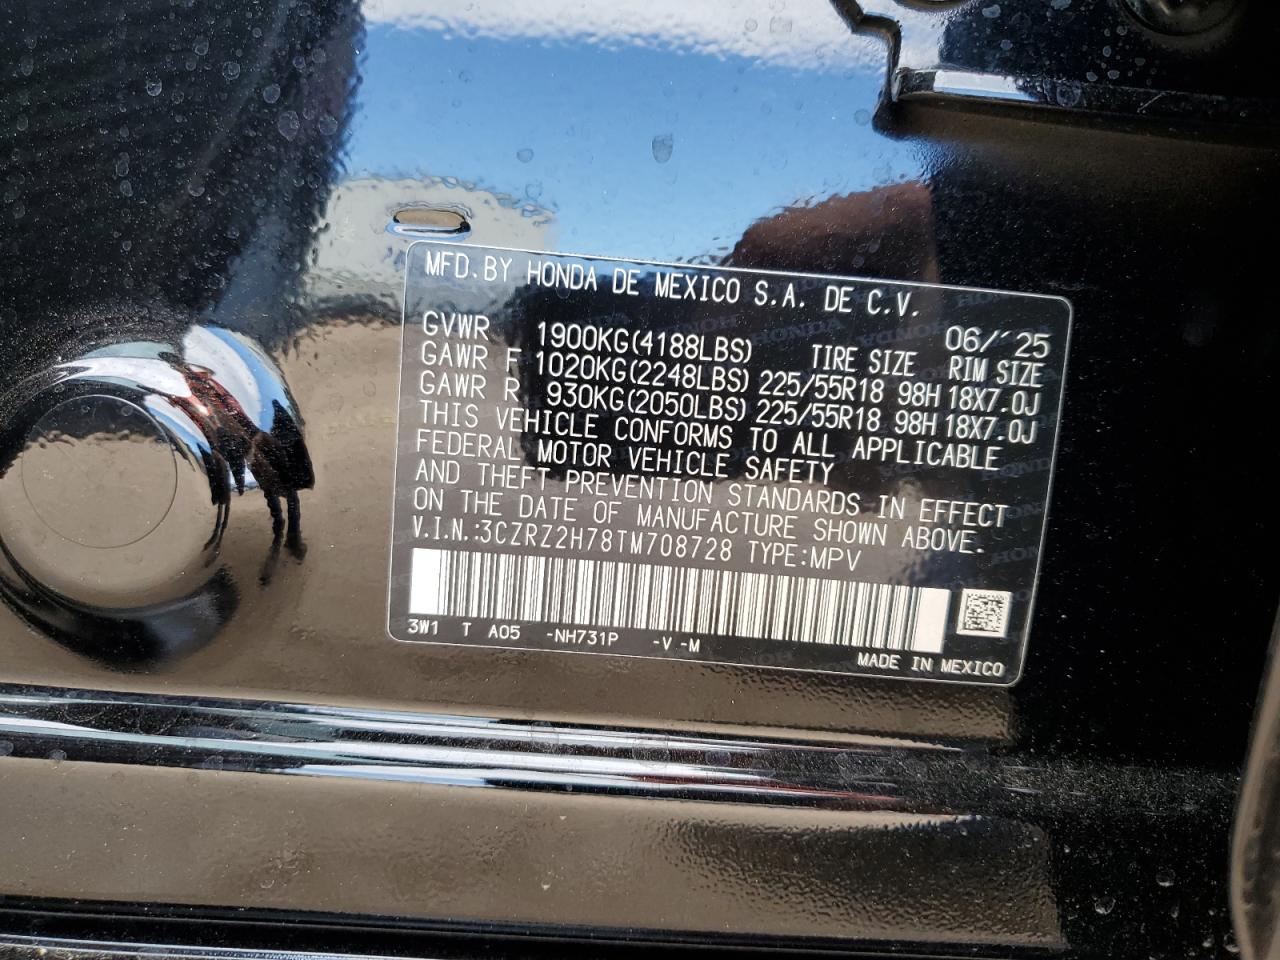 MFD. BY HONDA DE MEXICO S.A. DE C.V.
06/'25
GVWR 1900KG(4188LBS) TIRE SIZE RIM SIZE
GAWR F 1020KG(2248LBS) 225/55R18 98H 18X7.0J
GAWR R 930KG(2050LBS) 225/55R18 98H 18X7.0J
THIS VEHICLE CONFORMS TO ALL APPLICABLE
FEDERAL MOTOR VEHICLE SAFETY
AND THEFT PREVENTION STANDARDS IN EFFECT
ON THE DATE OF MANUFACTURE SHOWN ABOVE.
V.I.N.:3CZRZ2H78TM708728 TYPE:MPV
3W1 T A05 -NH731P -V -M
MADE IN MEXICO